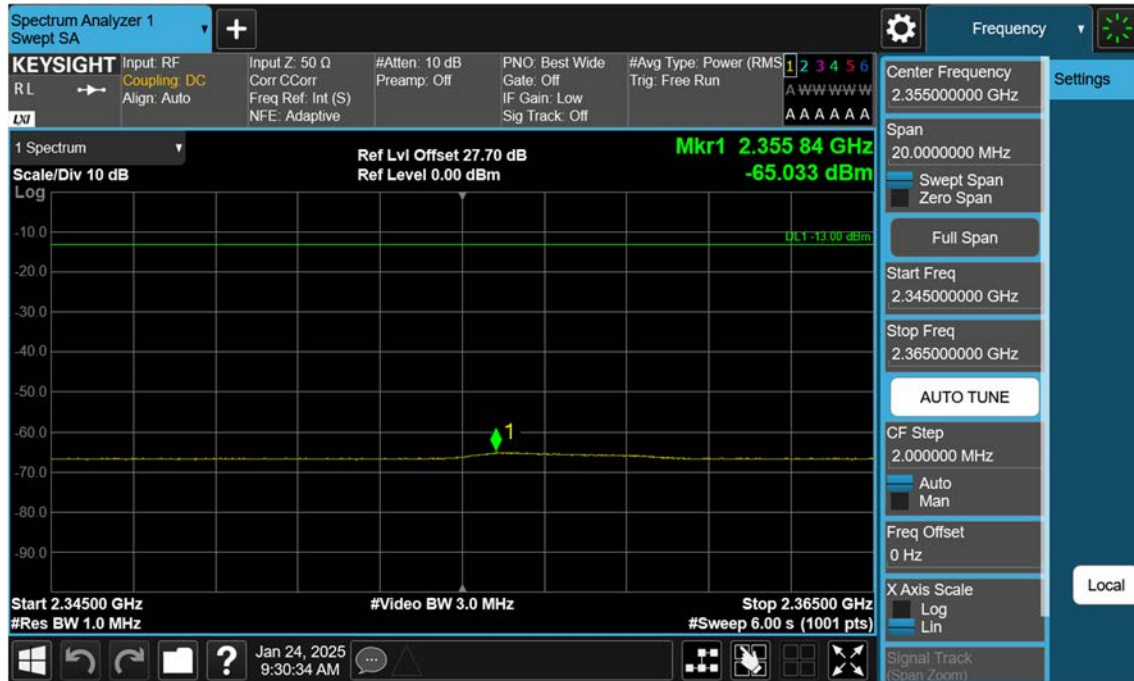 Spectrum Analyzer 1
Swept SA
+
Frequency
KEYSIGHT
RL
LXI
Input: RF
Coupling: DC
Align: Auto
Input Z: 50 Ω
Corr CCorr
Freq Ref: Int (S)
NFE: Adaptive
#Atten: 10 dB
Preamp: Off
PNO: Best Wide
Gate: Off
IF Gain: Low
Sig Track: Off
#Avg Type: Power (RMS
Trig: Free Run
1 2 3 4 5 6
A W W W W W
A A A A A A
1 Spectrum
Scale/Div 10 dB
Log
Ref Lvl Offset 27.70 dB
Ref Level 0.00 dBm
Mkr1 2.355 84 GHz
-65.033 dBm
DL1 -13.00 dBm
-10.0
-20.0
-30.0
-40.0
-50.0
-60.0
-70.0
-80.0
-90.0
1
Start 2.34500 GHz
#Res BW 1.0 MHz
#Video BW 3.0 MHz
Stop 2.36500 GHz
#Sweep 6.00 s (1001 pts)
Center Frequency
2.355000000 GHz
Span
20.0000000 MHz
Swept Span
Zero Span
Full Span
Start Freq
2.345000000 GHz
Stop Freq
2.365000000 GHz
AUTO TUNE
CF Step
2.000000 MHz
Auto
Man
Freq Offset
0 Hz
X Axis Scale
Log
Lin
Signal Track
(Span Zoom)
Settings
Local
?
Jan 24, 2025
9:30:34 AM